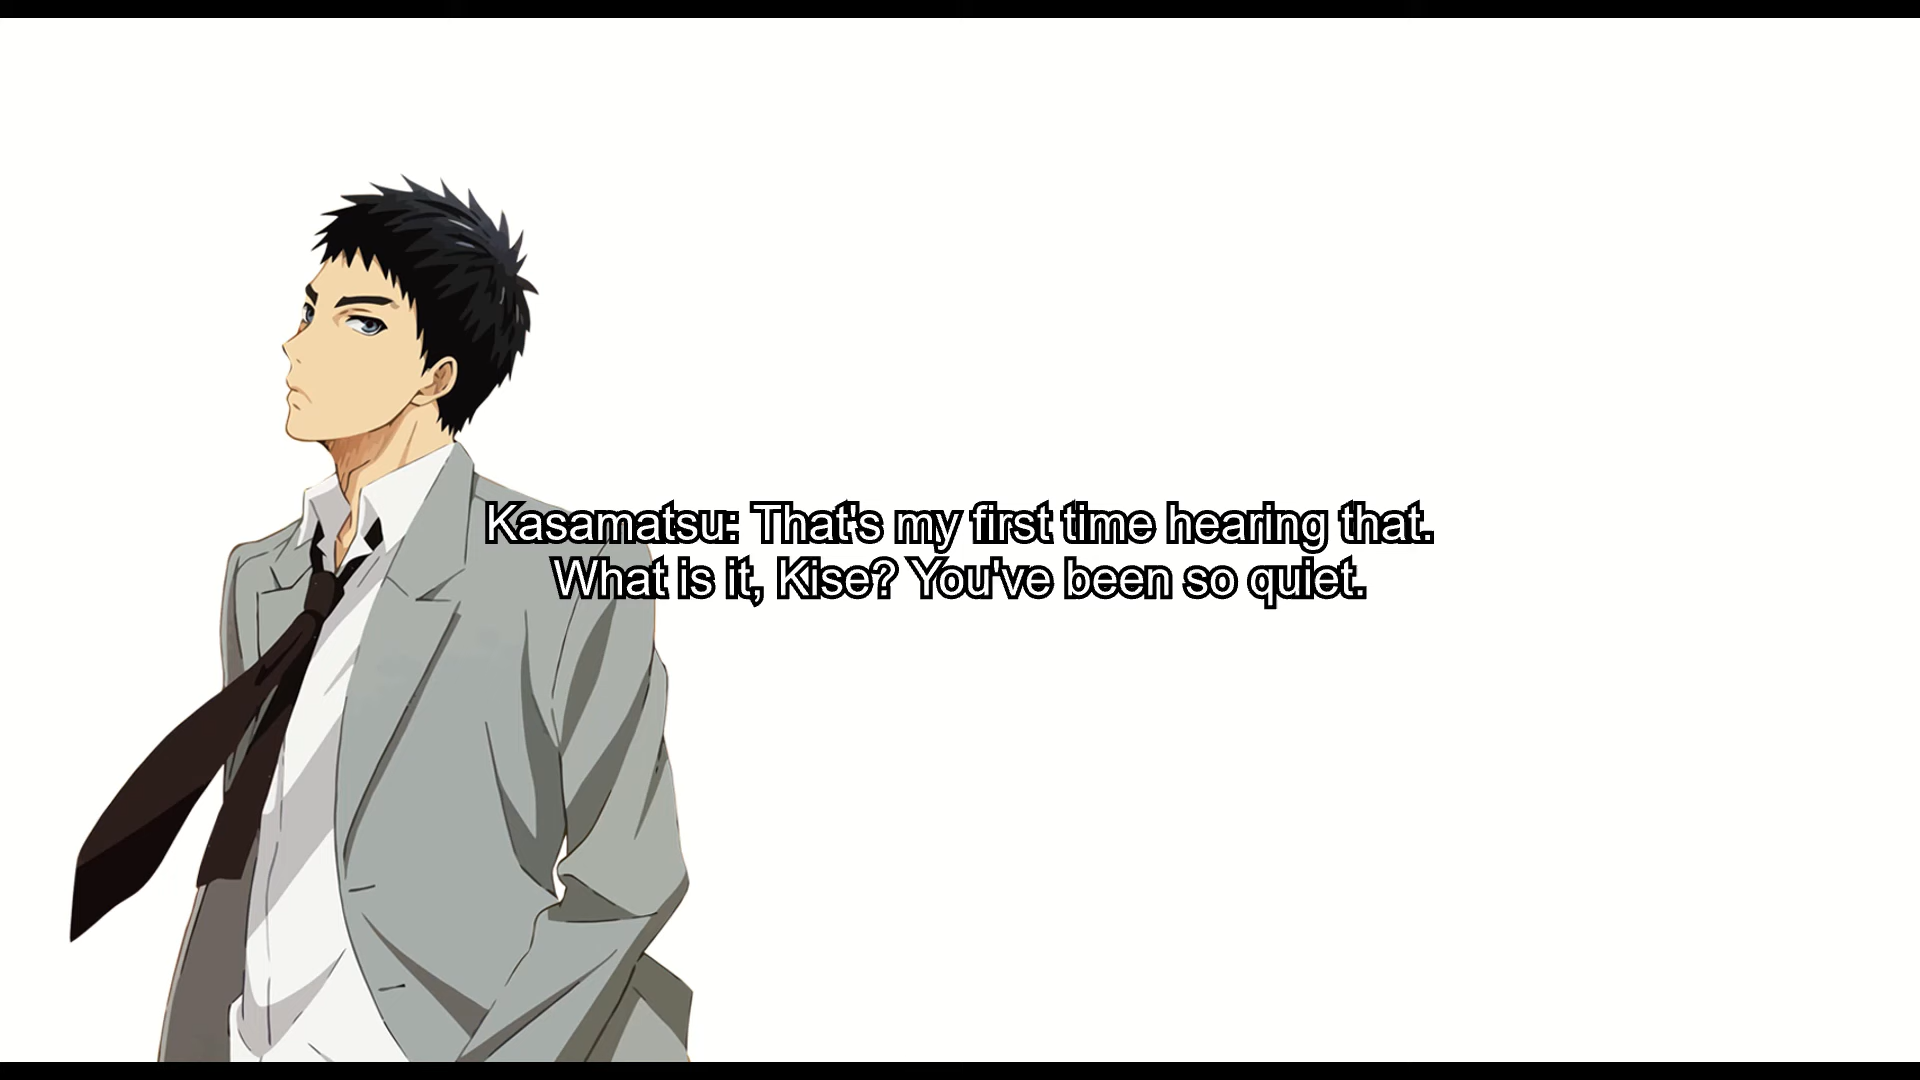 Kasamatsu: That's my first time hearing that.
What is it, Kise? You've been so quiet.